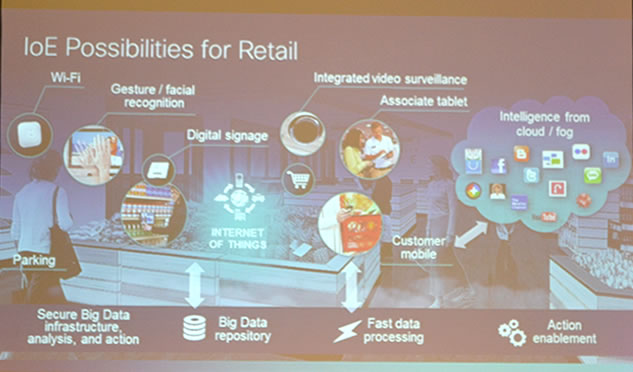 IoE Possibilities for Retail
Wi-Fi
Gesture / facial
recognition
Digital signage
Integrated video surveillance
Associate tablet
Intelligence from
cloud / fog
INTERNET
OF THINGS
Parking
Customer
mobile
Secure Big Data
infrastructure,
analysis, and action
Big Data
repository
Fast data
processing
Action
enablement